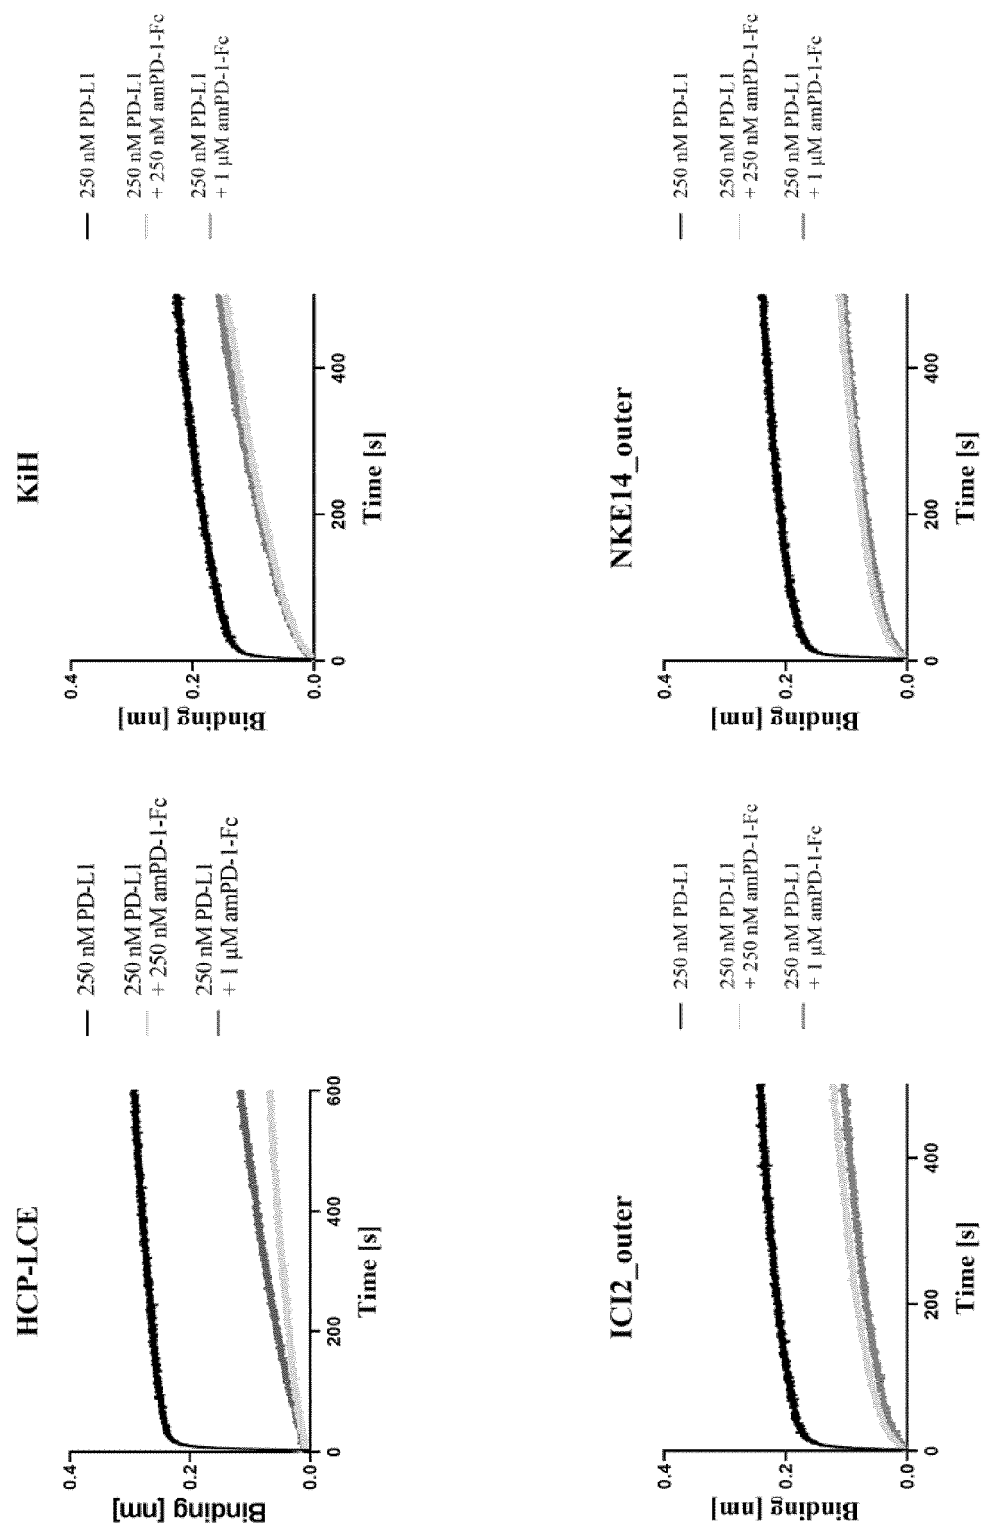 HCP-LCE
Binding [nm]
0.4
0.2
0.0
0
200
400
600
Time [s]
250 nM PD-L1
250 nM PD-L1
+ 250 nM amPD-1-Fc
250 nM PD-L1
+ 1 µM amPD-1-Fc
KiH
Binding [nm]
0.4
0.2
0.0
0
200
400
Time [s]
250 nM PD-L1
250 nM PD-L1
+ 250 nM amPD-1-Fc
250 nM PD-L1
+ 1 µM amPD-1-Fc
ICI2_outer
Binding [nm]
0.4
0.2
0.0
0
200
400
Time [s]
250 nM PD-L1
250 nM PD-L1
+ 250 nM amPD-1-Fc
250 nM PD-L1
+ 1 µM amPD-1-Fc
NKE14_outer
Binding [nm]
0.4
0.2
0.0
0
200
400
Time [s]
250 nM PD-L1
250 nM PD-L1
+ 250 nM amPD-1-Fc
250 nM PD-L1
+ 1 µM amPD-1-Fc